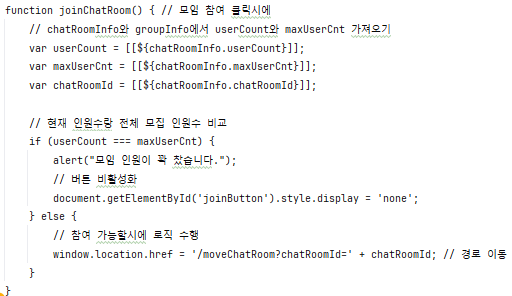 function joinChatRoom() { // 모임 참여 클릭시에
// chatRoomInfo와 groupInfo에서 userCount와 maxUserCnt 가져오기
var userCount = [[${chatRoomInfo.userCount}]];
var maxUserCnt = [[${chatRoomInfo.maxUserCnt}]];
var chatRoomId = [[${chatRoomInfo.chatRoomId}]];
// 현재 인원수랑 전체 모집 인원수 비교
if (userCount === maxUserCnt) {
alert("모임 인원이 꽉 찼습니다.");
// 버튼 비활성화
document.getElementById('joinButton').style.display = 'none';
} else {
// 참여 가능할시에 로직 수행
window.location.href = '/moveChatRoom?chatRoomId=' + chatRoomId; // 경로 이동
}
}